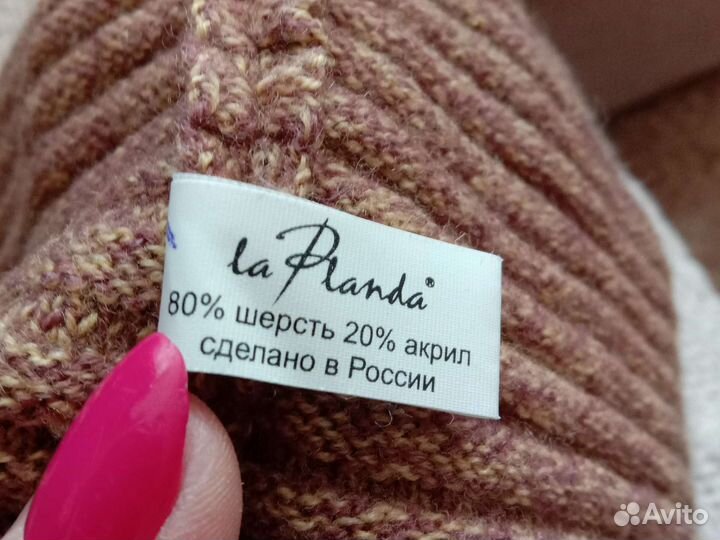 la Planda®
80% шерсть 20% акрил
сделано в России
Avito